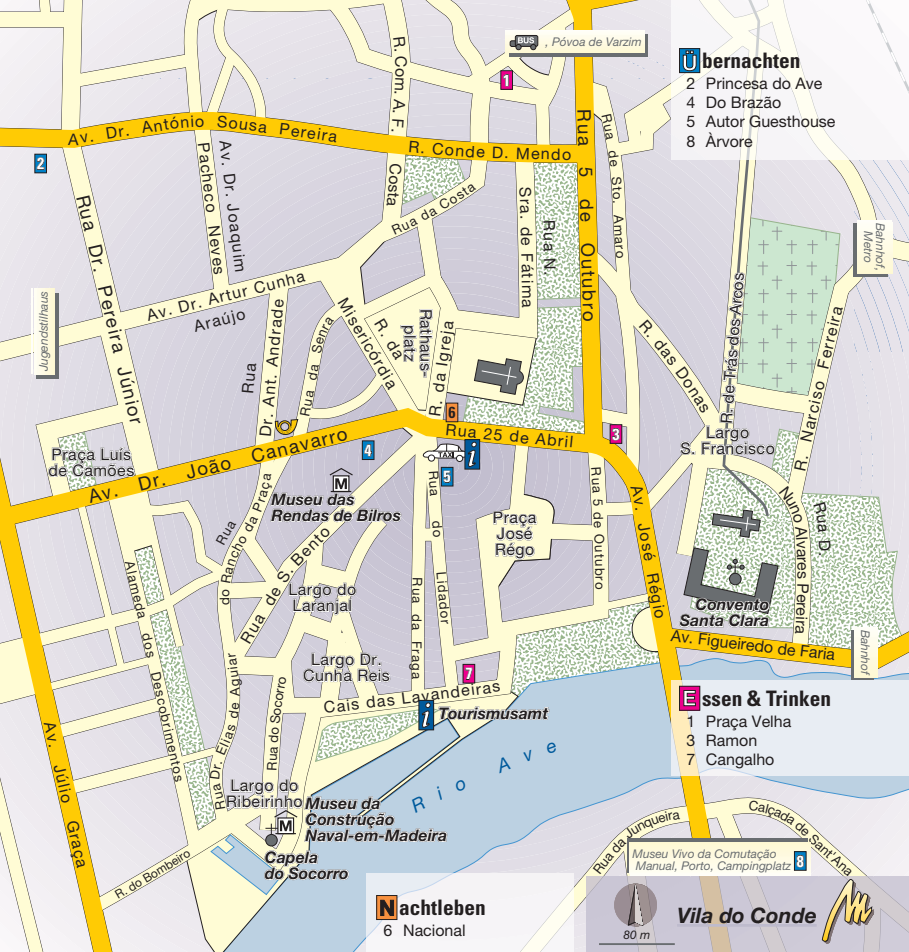 BUS , Póvoa de Varzim
Übernachten
2 Princesa do Ave
4 Do Brazão
5 Autor Guesthouse
8 Àrvore
1
2
R. Com. A. F. Costa
Av. Dr. António Sousa Pereira
R. Conde D. Mendo
Rua 5 de Outubro
Rua de Sto. Amaro
Av. Dr. Joaquim
Pacheco Neves
Rua da Costa
Sra. de Fátima
Rua N.
Rua Dr. Pereira Júnior
Bahnhof,
Metro
Jugendstilhaus
Av. Dr. Artur Cunha
Araújo
Rua
Dr. Ant. Andrade
Rua da Senra
Misericórdia
R. da
Rathaus-
platz
R. da Igreja
R. das Donas
R. de Trás dos Arcos
R. Narciso Ferreira
6
3
Rua 25 de Abril
Largo
S. Francisco
Praça Luís
de Camões
Av. Dr. João Canavarro
4
TAXI
i
5
Museu das
Rendas de Bilros
M
Rua
do Rancho da Praça
Rua de S. Bento
Rua do Lidador
Praça
José
Régo
Rua 5 de Outubro
Av. José Régio
Nuno Alvares Pereira
Rua D
Alameda dos Descobrimentos
Largo do
Laranjal
Rua da Fraga
Convento
Santa Clara
Av. Figueiredo de Faria
Bahnhof
Largo Dr.
Cunha Reis
7
Cais das Lavandeiras
i Tourismusamt
Rua Dr. Elias de Aguiar
Rua do Socorro
Av. Júlio Graça
Rio Ave
Essen & Trinken
1 Praça Velha
3 Ramon
7 Cangalho
Largo do
Ribeirinho
M
Museu da
Construção
Naval-em-Madeira
Capela
do Socorro
R. do Bombeiro
Rua da Junqueira
Calçada de Sant'Ana
Museu Vivo da Comutação
Manual, Porto, Campingplatz 8
Nachtleben
6 Nacional
80 m
Vila do Conde